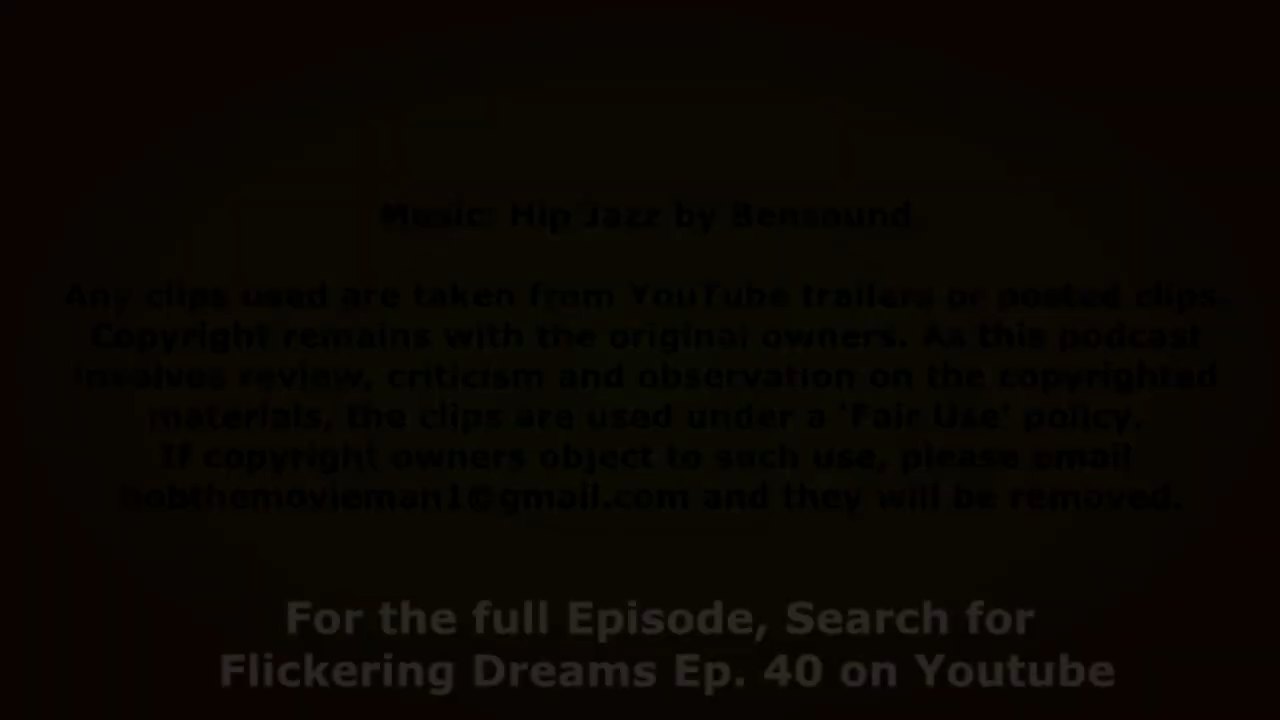 Music: Hip Jazz by Bensound
Any clips used are taken from YouTube trailers or posted clips.
Copyright remains with the original owners. As this podcast
involves review, criticism and observation on the copyrighted
materials, the clips are used under a 'Fair Use' policy.
If copyright owners object to such use, please email
bobthemovieman1@gmail.com and they will be removed.
For the full Episode, Search for
Flickering Dreams Ep. 40 on Youtube